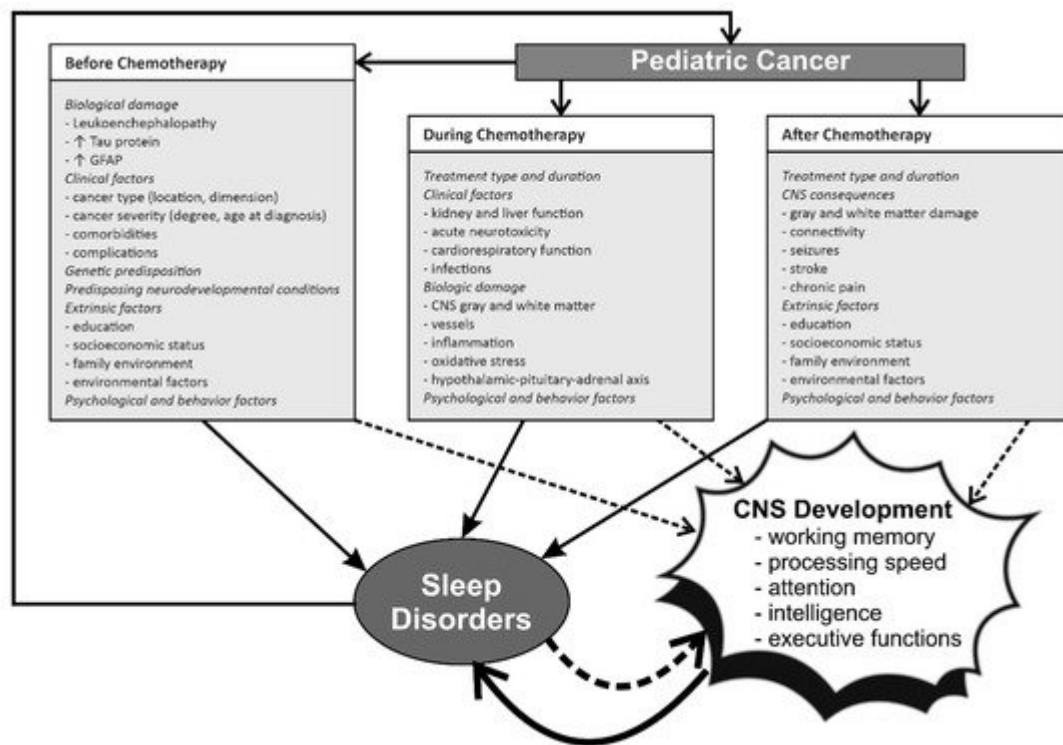 Pediatric Cancer
Before Chemotherapy
Biological damage
- Leukoenchephalopathy
- ↑ Tau protein
- ↑ GFAP
Clinical factors
- cancer type (location, dimension)
- cancer severity (degree, age at diagnosis)
- comorbidities
- complications
Genetic predisposition
Predisposing neurodevelopmental conditions
Extrinsic factors
- education
- socioeconomic status
- family environment
- environmental factors
Psychological and behavior factors
During Chemotherapy
Treatment type and duration
Clinical factors
- kidney and liver function
- acute neurotoxicity
- cardiorespiratory function
- infections
Biologic damage
- CNS gray and white matter
- vessels
- inflammation
- oxidative stress
- hypothalamic-pituitary-adrenal axis
Psychological and behavior factors
After Chemotherapy
Treatment type and duration
CNS consequences
- gray and white matter damage
- connectivity
- seizures
- stroke
- chronic pain
Extrinsic factors
- education
- socioeconomic status
- family environment
- environmental factors
Psychological and behavior factors
Sleep
Disorders
CNS Development
- working memory
- processing speed
- attention
- intelligence
- executive functions